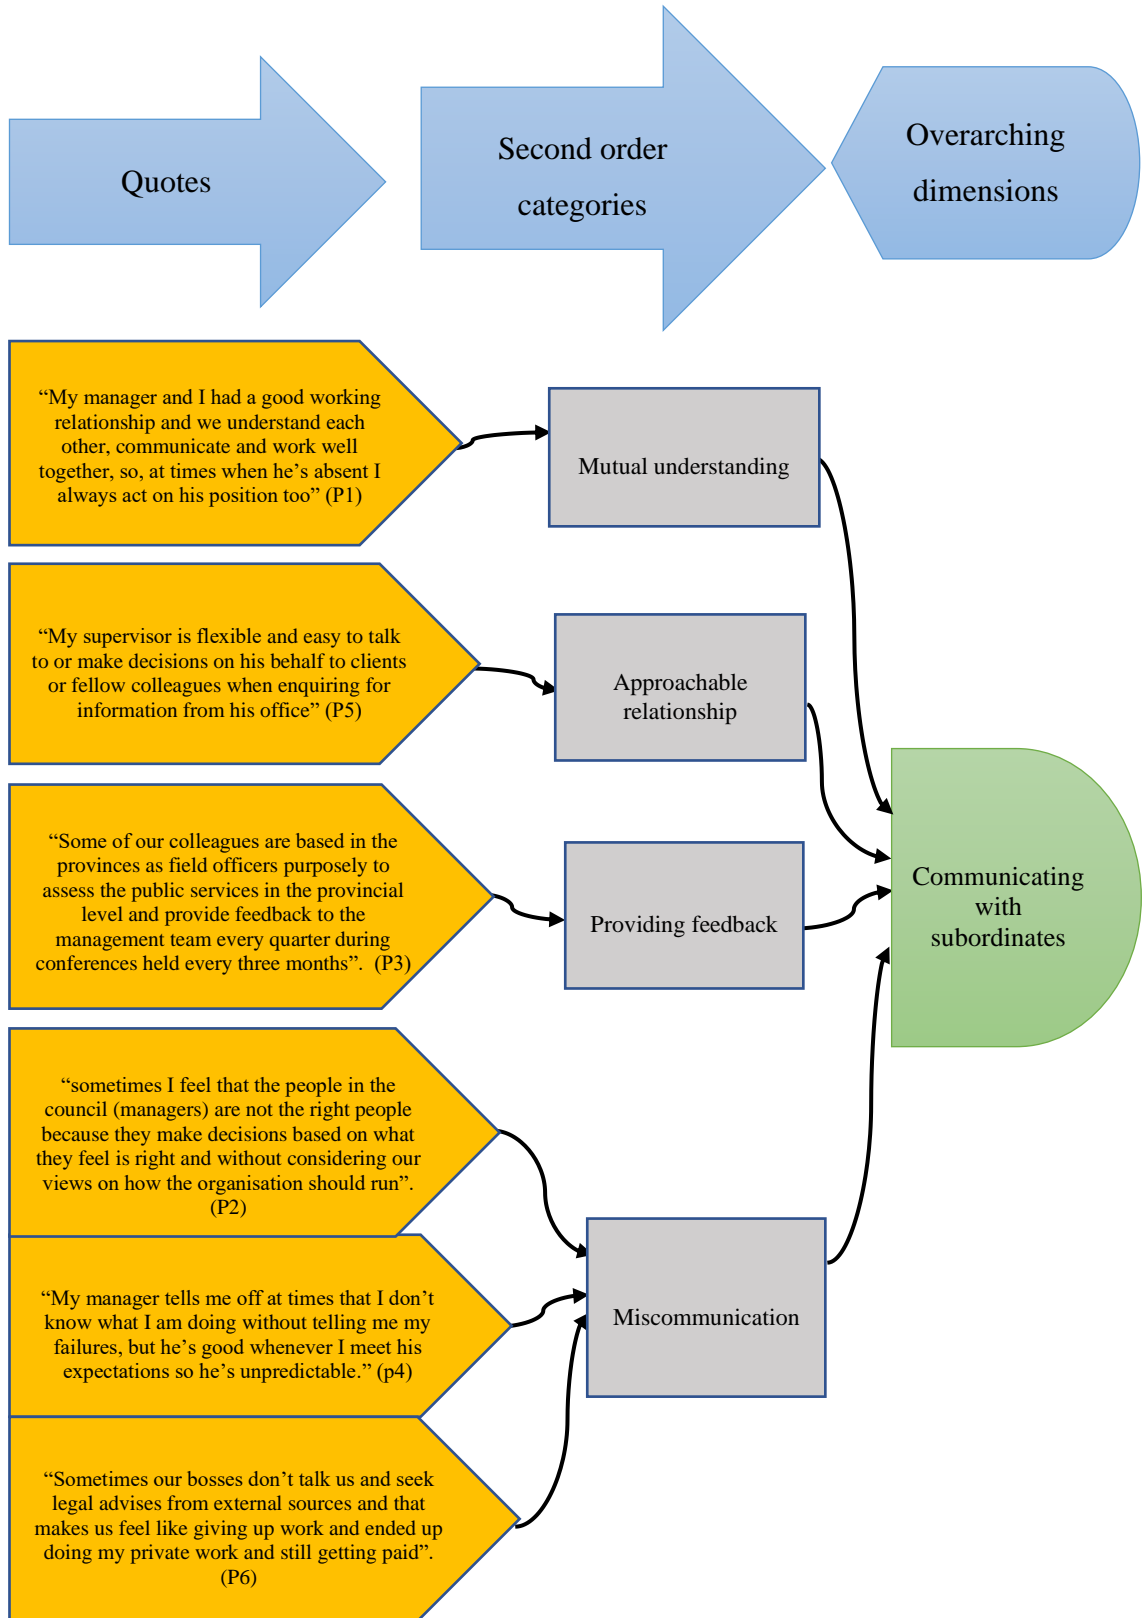 Quotes
Second order
categories
Overarching
dimensions
“My manager and I had a good working
relationship and we understand each
other, communicate and work well
together, so, at times when he’s absent I
always act on his position too” (P1)
Mutual understanding
“My supervisor is flexible and easy to talk
to or make decisions on his behalf to clients
or fellow colleagues when enquiring for
information from his office” (P5)
Approachable
relationship
“Some of our colleagues are based in the
provinces as field officers purposely to
assess the public services in the provincial
level and provide feedback to the
management team every quarter during
conferences held every three months”. (P3)
Providing feedback
Communicating
with
subordinates
“sometimes I feel that the people in the
council (managers) are not the right people
because they make decisions based on what
they feel is right and without considering our
views on how the organisation should run”.
(P2)
“My manager tells me off at times that I don’t
know what I am doing without telling me my
failures, but he’s good whenever I meet his
expectations so he’s unpredictable.” (p4)
Miscommunication
“Sometimes our bosses don’t talk us and seek
legal advises from external sources and that
makes us feel like giving up work and ended up
doing my private work and still getting paid”.
(P6)